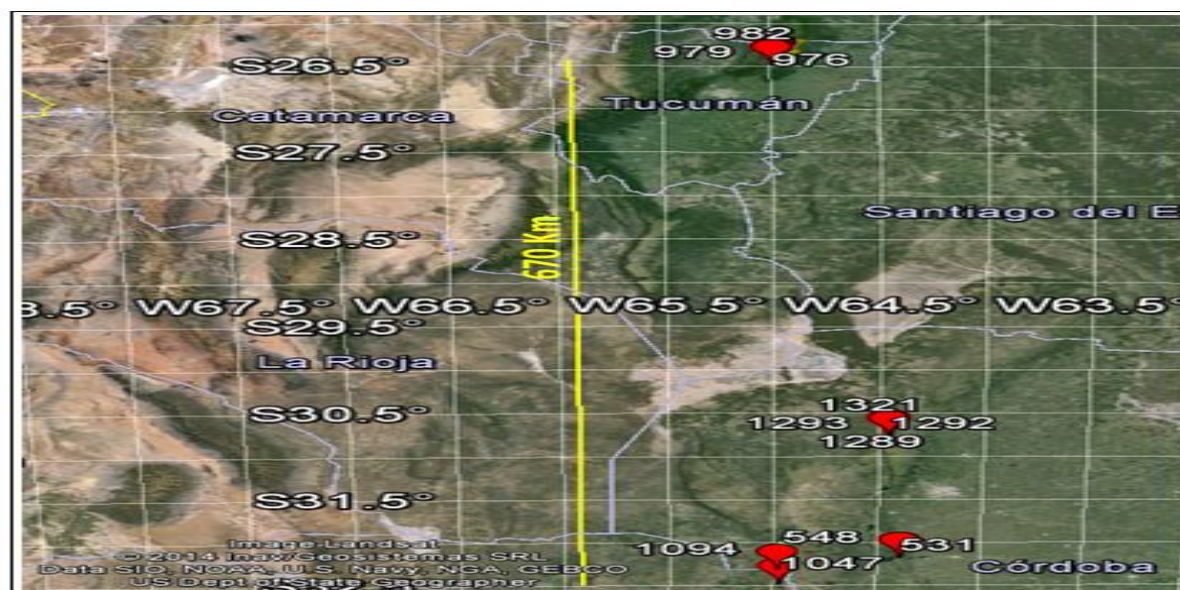 982
979
976
S26.5°
Tucumán
Catamarca
S27.5°
Santiago del E
S28.5°
670 Km
8.5° W67.5° W66.5° W65.5° W64.5° W63.5°
S29.5°
La Rioja
1321
S30.5°
1293 1292
1289
S31.5°
548 531
1094
1047
Córdoba
Image Landsat
© 2014 Inav/Geosistemas SRL
Data SIO, NOAA, U.S. Navy, NGA, GEBCO
US Dept of State Geographer